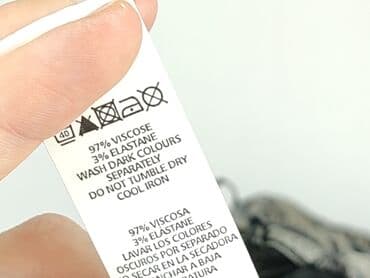 40
97% VISCOSE
3% ELASTANE
WASH DARK COLOURS
SEPARATELY
DO NOT TUMBLE DRY
COOL IRON
97% VISCOSA
3% ELASTANE
LAVAR LOS COLORES
OSCUROS POR SEPARADO
SECAR EN LA SECADORA
A BAJA